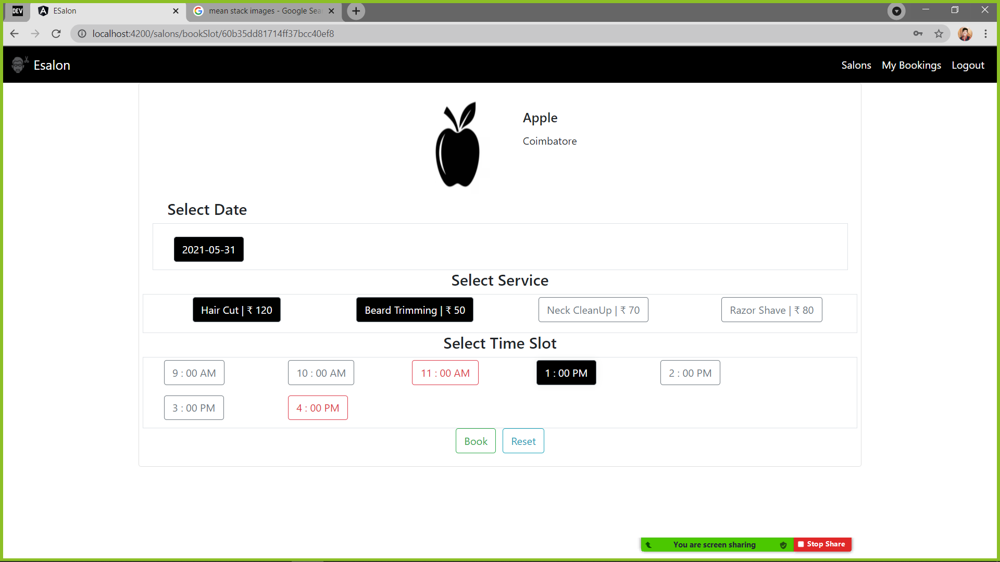 DEV
ESalon
mean stack images - Google Sea
localhost:4200/salons/bookSlot/60b35dd81714ff37bcc40ef8
Esalon
Salons My Bookings Logout
Apple
Coimbatore
Select Date
2021-05-31
Select Service
Hair Cut | ₹ 120 Beard Trimming | ₹ 50 Neck CleanUp | ₹ 70 Razor Shave | ₹ 80
Select Time Slot
9 : 00 AM 10 : 00 AM 11 : 00 AM 1 : 00 PM 2 : 00 PM
3 : 00 PM 4 : 00 PM
Book Reset
You are screen sharing Stop Share